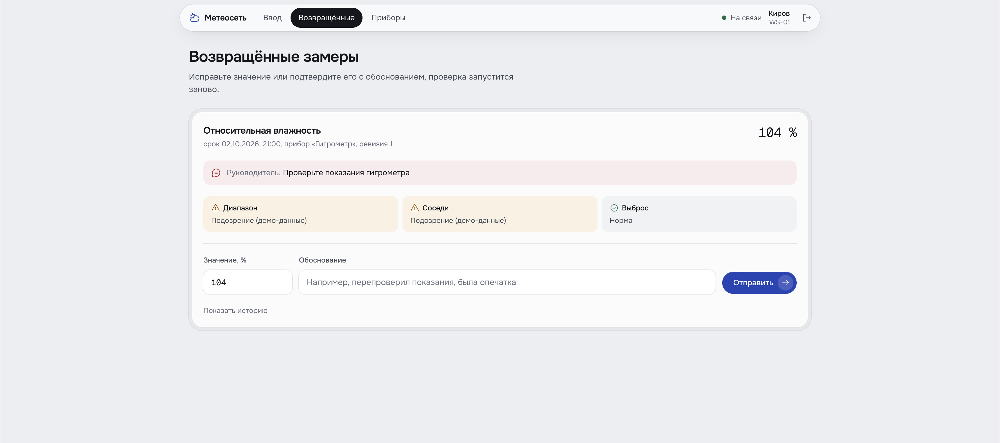 Метеосеть
Ввод
Возвращённые
Приборы
На связи
Киров
WS-01
Возвращённые замеры
Исправьте значение или подтвердите его с обоснованием, проверка запустится
заново.
Относительная влажность
104 %
срок 02.10.2026, 21:00, прибор «Гигрометр», ревизия 1
Руководитель: Проверьте показания гигрометра
Диапазон
Подозрение (демо-данные)
Соседи
Подозрение (демо-данные)
Выброс
Норма
Значение, %
Обоснование
104
Например, перепроверил показания, была опечатка
Отправить
Показать историю